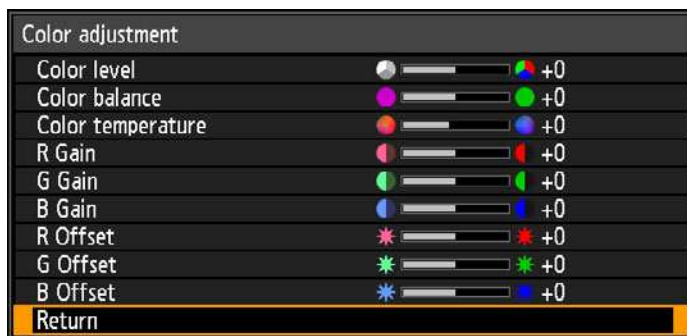 Color adjustment
Color level +0
Color balance +0
Color temperature +0
R Gain +0
G Gain +0
B Gain +0
R Offset +0
G Offset +0
B Offset +0
Return